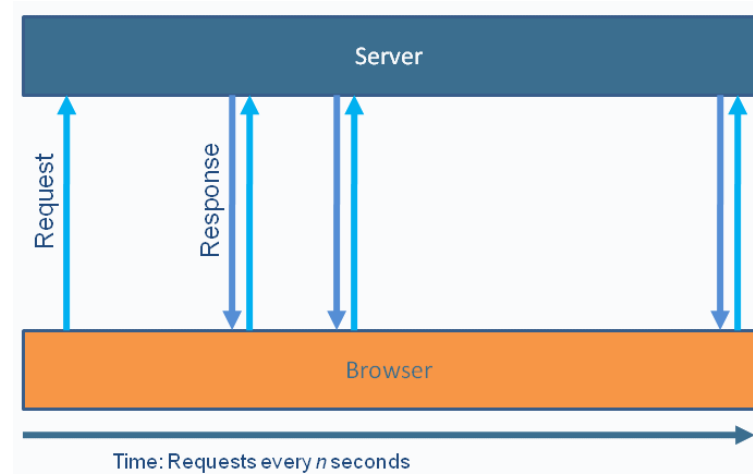 Server
Request
Response
Browser
Time: Requests every n seconds